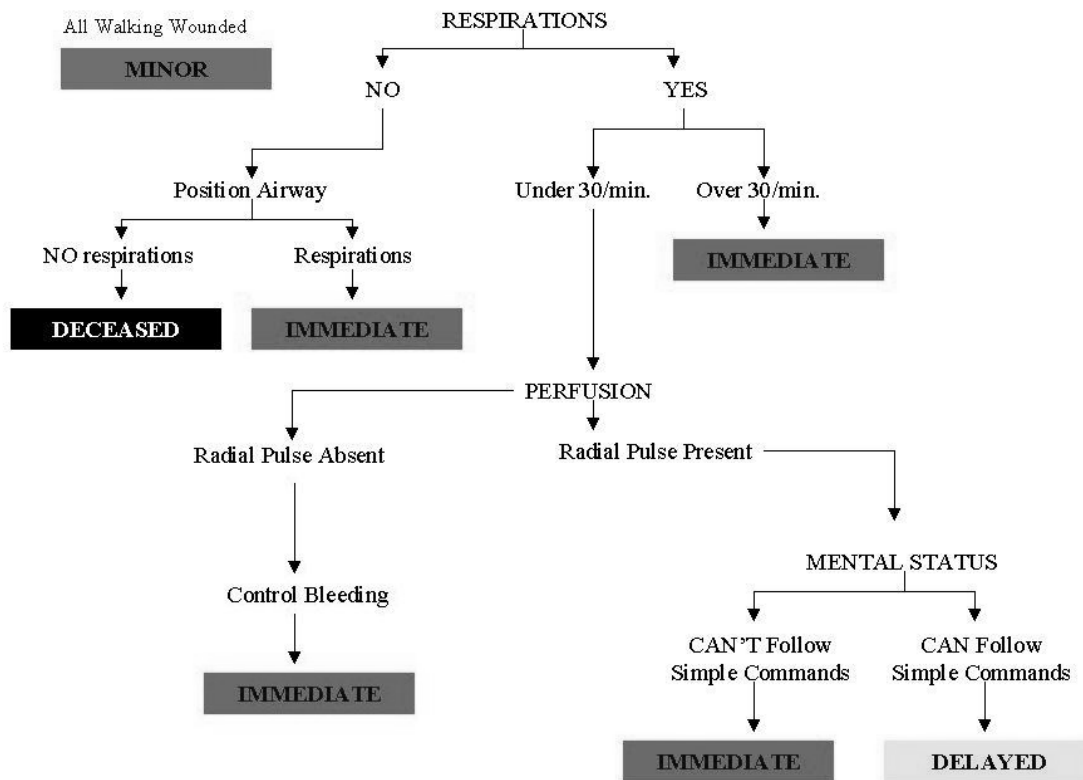 All Walking Wounded
MINOR
RESPIRATIONS
NO
YES
Position Airway
Under 30/min.
Over 30/min.
NO respirations
Respirations
IMMEDIATE
DECEASED
IMMEDIATE
PERFUSION
Radial Pulse Absent
Radial Pulse Present
MENTAL STATUS
Control Bleeding
CAN'T Follow
Simple Commands
CAN Follow
Simple Commands
IMMEDIATE
IMMEDIATE
DELAYED